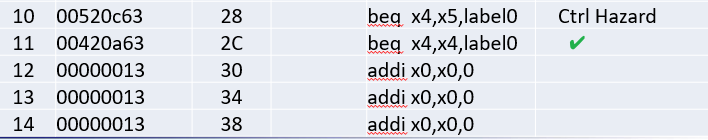 10 00520c63 28 beq x4,x5,label0 Ctrl Hazard
11 00420a63 2C beq x4,x4,label0 ✔
12 00000013 30 addi x0,x0,0
13 00000013 34 addi x0,x0,0
14 00000013 38 addi x0,x0,0